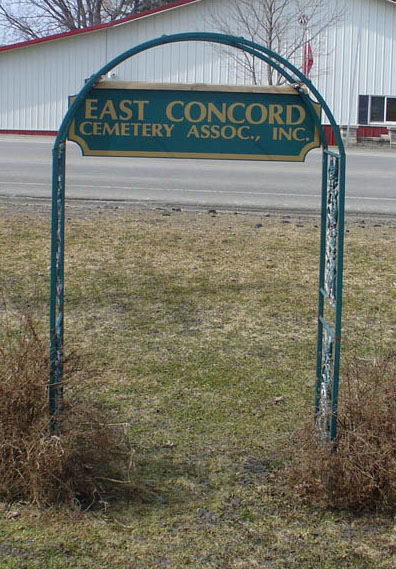 EAST CONCORD
CEMETERY ASSOC., INC.